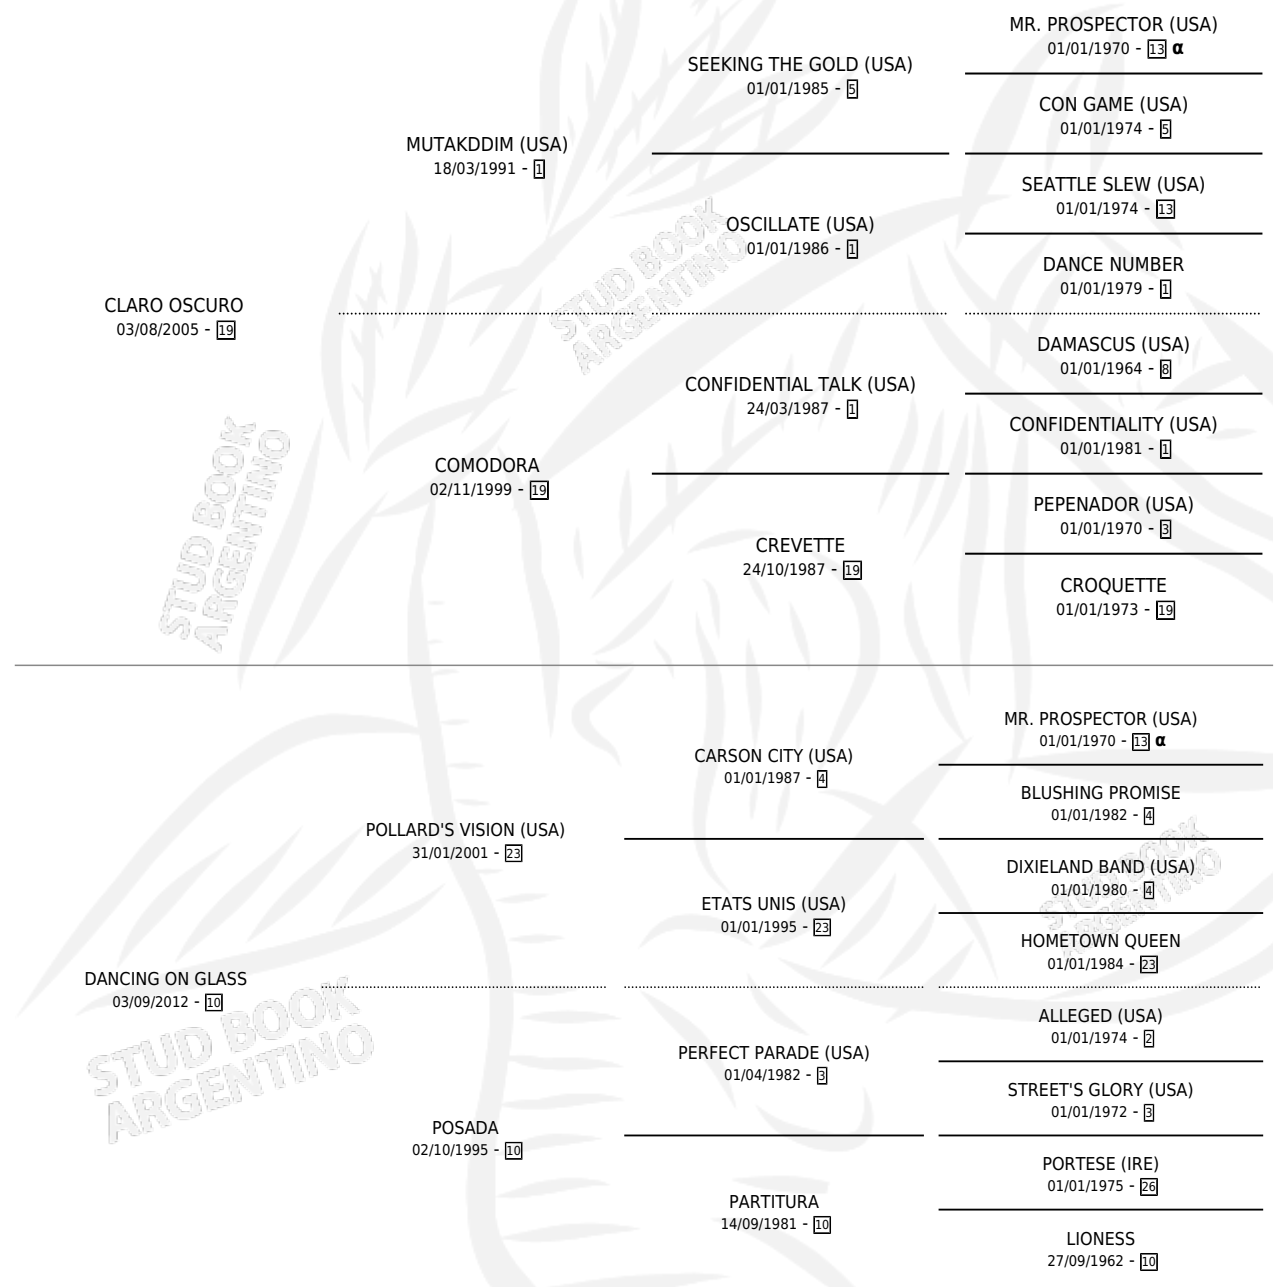 MR. PROSPECTOR (USA)
01/01/1970 - 13 α
SEEKING THE GOLD (USA)
01/01/1985 - 5
CON GAME (USA)
01/01/1974 - 5
MUTAKDDIM (USA)
18/03/1991 - 1
SEATTLE SLEW (USA)
01/01/1974 - 13
OSCILLATE (USA)
01/01/1986 - 1
DANCE NUMBER
01/01/1979 - 1
CLARO OSCURO
03/08/2005 - 19
DAMASCUS (USA)
01/01/1964 - 8
CONFIDENTIAL TALK (USA)
24/03/1987 - 1
CONFIDENTIALITY (USA)
01/01/1981 - 1
COMODORA
02/11/1999 - 19
PEPENADOR (USA)
01/01/1970 - 3
CREVETTE
24/10/1987 - 19
CROQUETTE
01/01/1973 - 19
MR. PROSPECTOR (USA)
01/01/1970 - 13 α
CARSON CITY (USA)
01/01/1987 - 4
BLUSHING PROMISE
01/01/1982 - 4
POLLARD'S VISION (USA)
31/01/2001 - 23
DIXIELAND BAND (USA)
01/01/1980 - 4
ETATS UNIS (USA)
01/01/1995 - 23
HOMETOWN QUEEN
01/01/1984 - 23
DANCING ON GLASS
03/09/2012 - 10
ALLEGED (USA)
01/01/1974 - 2
PERFECT PARADE (USA)
01/04/1982 - 3
STREET'S GLORY (USA)
01/01/1972 - 3
POSADA
02/10/1995 - 10
PORTESE (IRE)
01/01/1975 - 26
PARTITURA
14/09/1981 - 10
LIONESS
27/09/1962 - 10
STUD BOOK
ARGENTINO
STUD BOOK
ARGENTINO
STUD BOOK
ARGENTINO
STUD BOOK
ARGENTINO